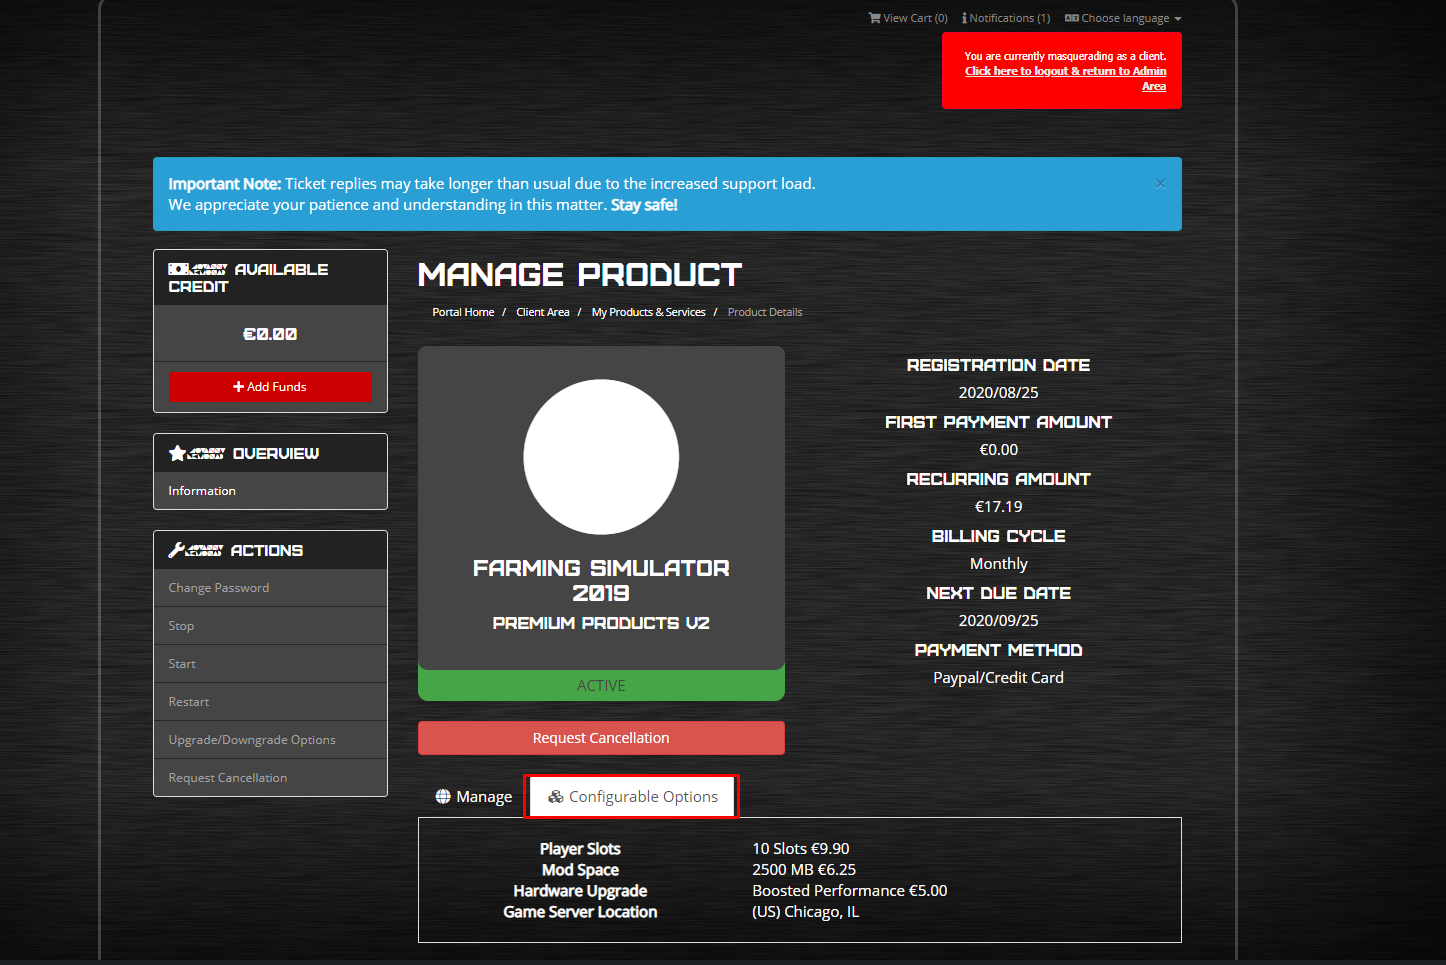 View Cart (0) Notifications (1) Choose language
You are currently masquerading as a client.
Click here to logout & return to Admin
Area
Important Note: Ticket replies may take longer than usual due to the increased support load.
We appreciate your patience and understanding in this matter. Stay safe!
×
AVAILABLE
CREDIT
€0.00
Add Funds
OVERVIEW
Information
ACTIONS
Change Password
Stop
Start
Restart
Upgrade/Downgrade Options
Request Cancellation
MANAGE PRODUCT
Portal Home / Client Area / My Products & Services / Product Details
FARMING SIMULATOR
2019
PREMIUM PRODUCTS V2
ACTIVE
Request Cancellation
REGISTRATION DATE
2020/08/25
FIRST PAYMENT AMOUNT
€0.00
RECURRING AMOUNT
€17.19
BILLING CYCLE
Monthly
NEXT DUE DATE
2020/09/25
PAYMENT METHOD
Paypal/Credit Card
Manage Configurable Options
Player Slots 10 Slots €9.90
Mod Space 2500 MB €6.25
Hardware Upgrade Boosted Performance €5.00
Game Server Location (US) Chicago, IL